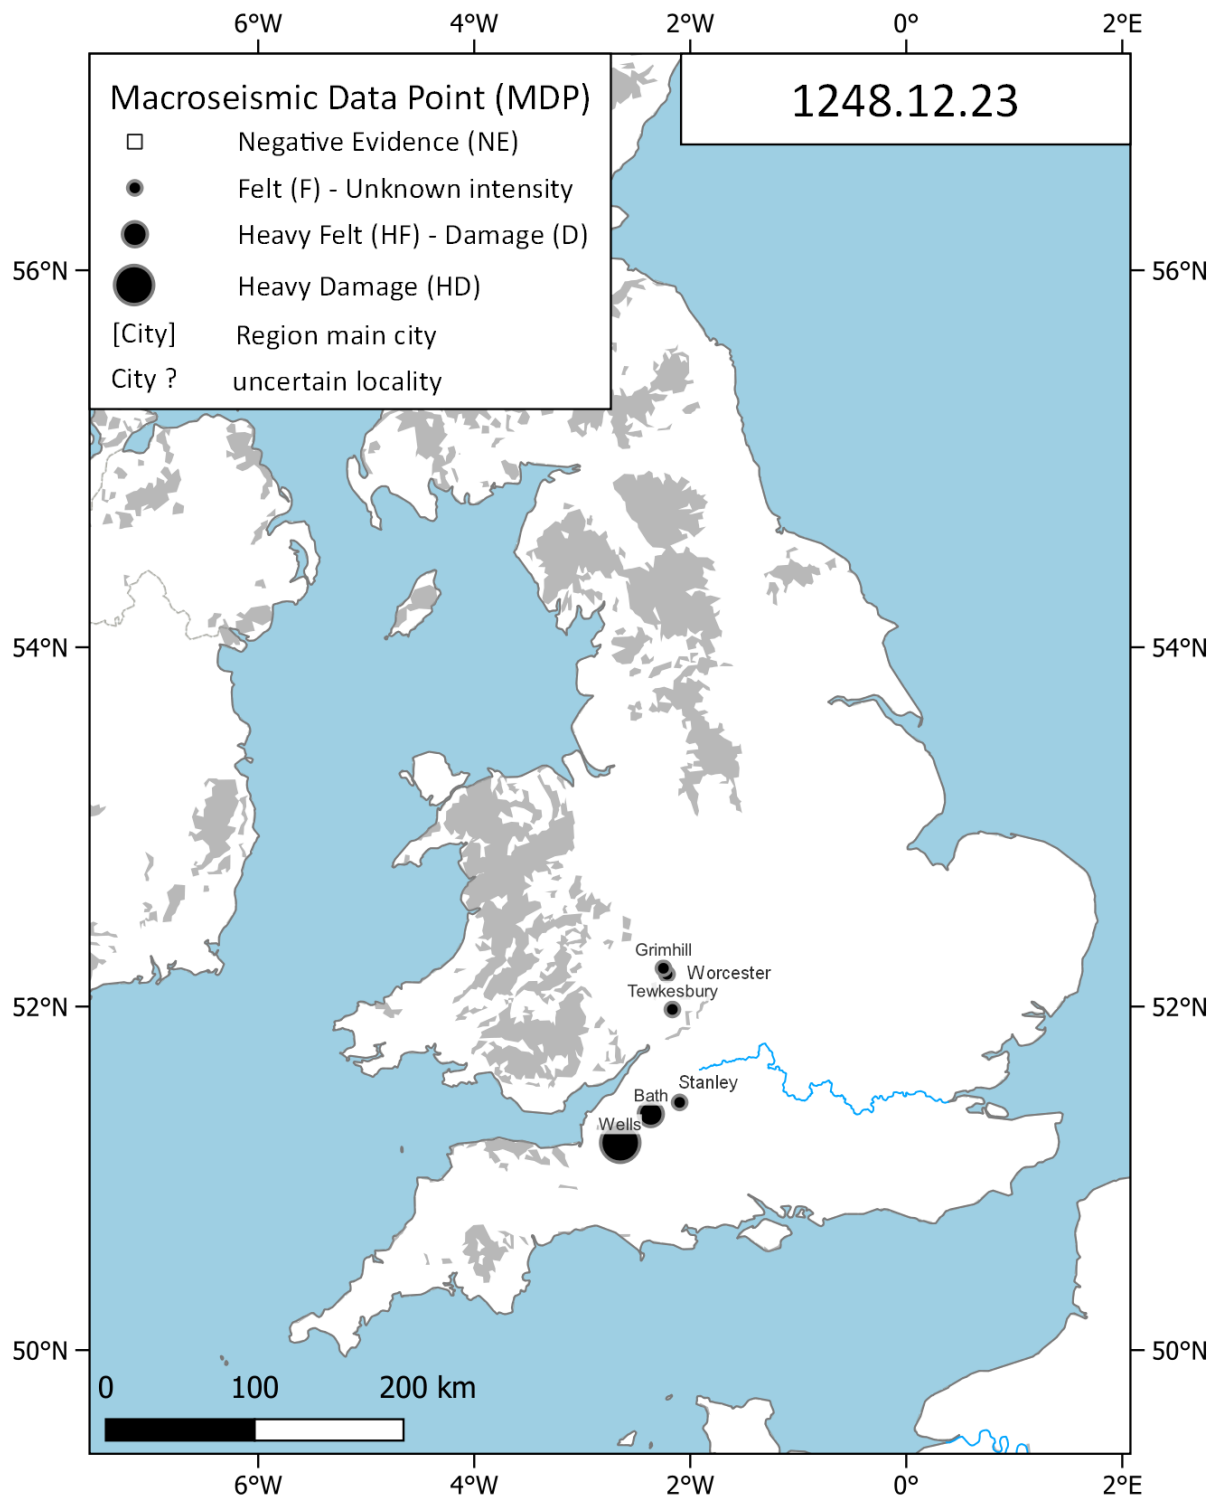 6°W 4°W 2°W 0° 2°E
Macroseismic Data Point (MDP)
Negative Evidence (NE)
Felt (F) - Unknown intensity
Heavy Felt (HF) - Damage (D)
Heavy Damage (HD)
[City] Region main city
City ? uncertain locality
1248.12.23
56°N 56°N
54°N 54°N
Grimhill
Worcester
Tewkesbury
52°N 52°N
Stanley
Bath
Wells
50°N 50°N
0 100 200 km
6°W 4°W 2°W 0° 2°E